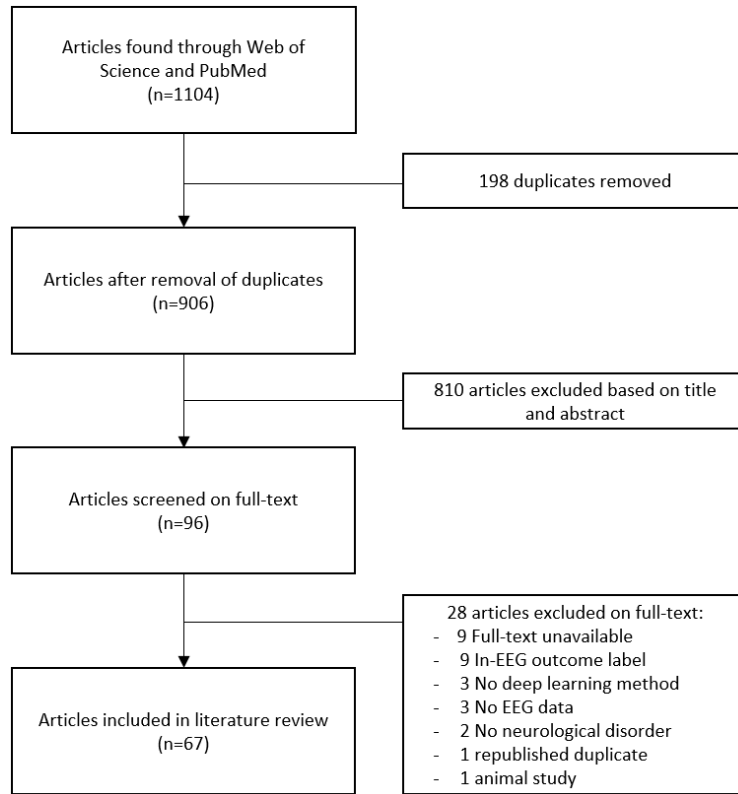 Articles found through Web of
Science and PubMed
(n=1104)
198 duplicates removed
Articles after removal of duplicates
(n=906)
810 articles excluded based on title
and abstract
Articles screened on full-text
(n=96)
28 articles excluded on full-text:
- 9 Full-text unavailable
- 9 In-EEG outcome label
- 3 No deep learning method
- 3 No EEG data
- 2 No neurological disorder
- 1 republished duplicate
- 1 animal study
Articles included in literature review
(n=67)